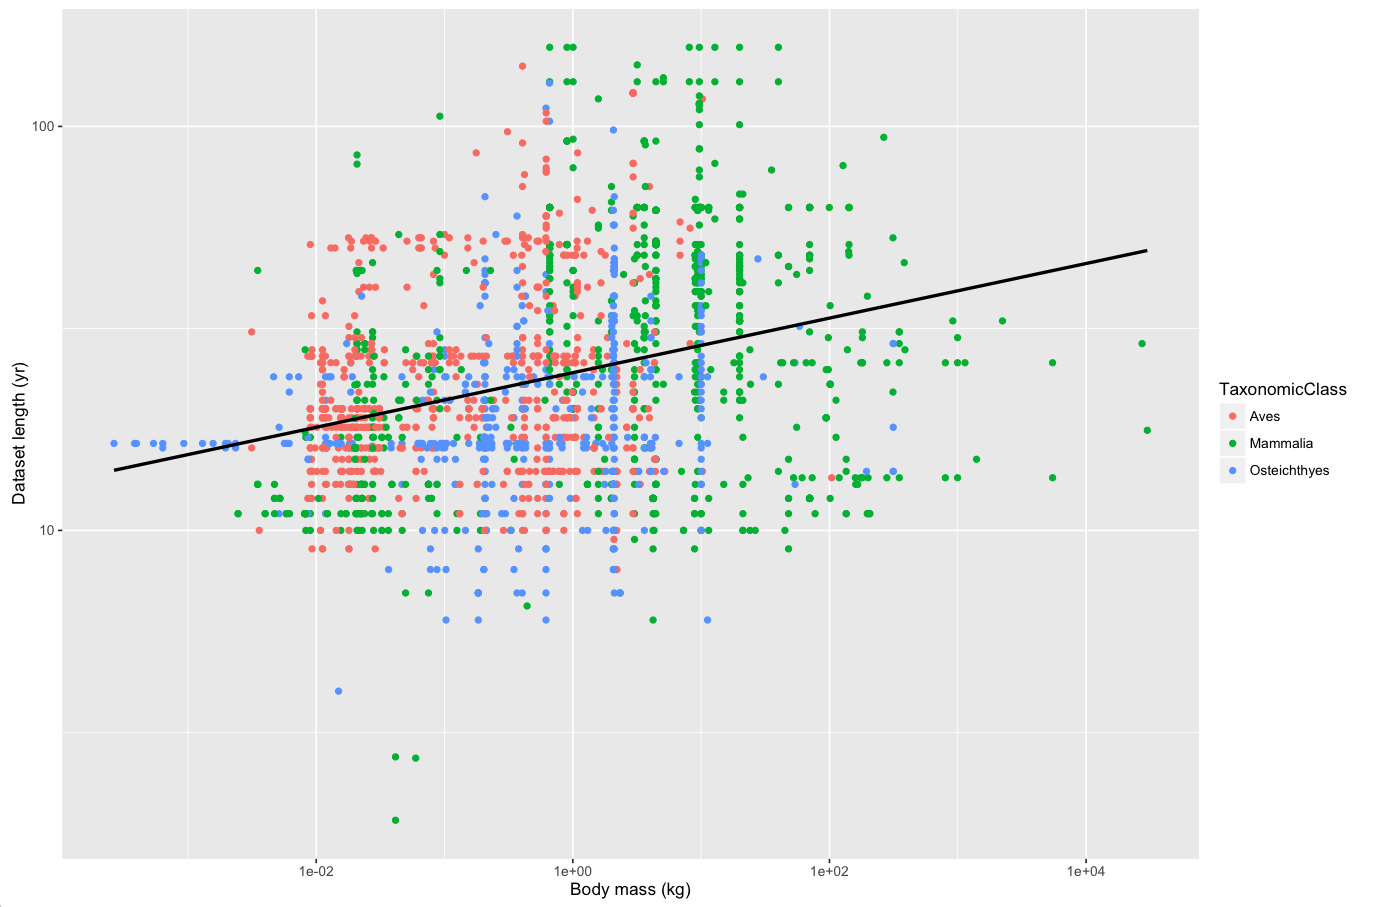 Dataset length (yr)
100
10
1e-02
1e+00
1e+02
1e+04
Body mass (kg)
TaxonomicClass
Aves
Mammalia
Osteichthyes